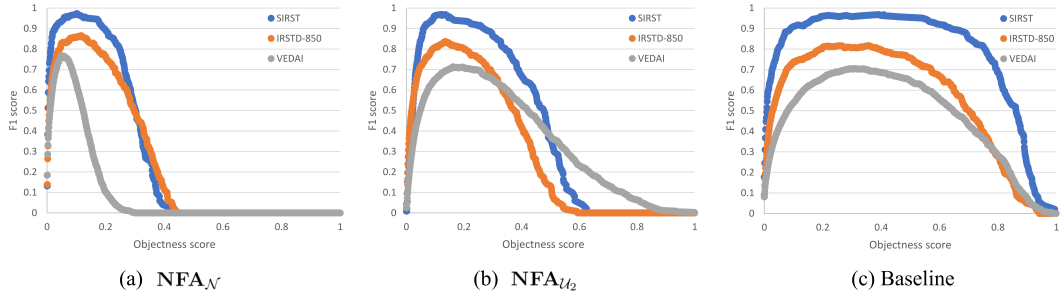 1
0.9
0.8
0.7
0.6
0.5
0.4
0.3
0.2
0.1
0
F1 score
0 0.2 0.4 0.6 0.8 1
Objectness score
SIRST
IRSTD-850
VEDAI
(a) NFA𝒩
1
0.9
0.8
0.7
0.6
0.5
0.4
0.3
0.2
0.1
0
F1 score
0 0.2 0.4 0.6 0.8 1
Objectness score
SIRST
IRSTD-850
VEDAI
(b) NFA𝒰₂
1
0.9
0.8
0.7
0.6
0.5
0.4
0.3
0.2
0.1
0
F1 score
0 0.2 0.4 0.6 0.8 1
Objectness score
SIRST
IRSTD-850
VEDAI
(c) Baseline